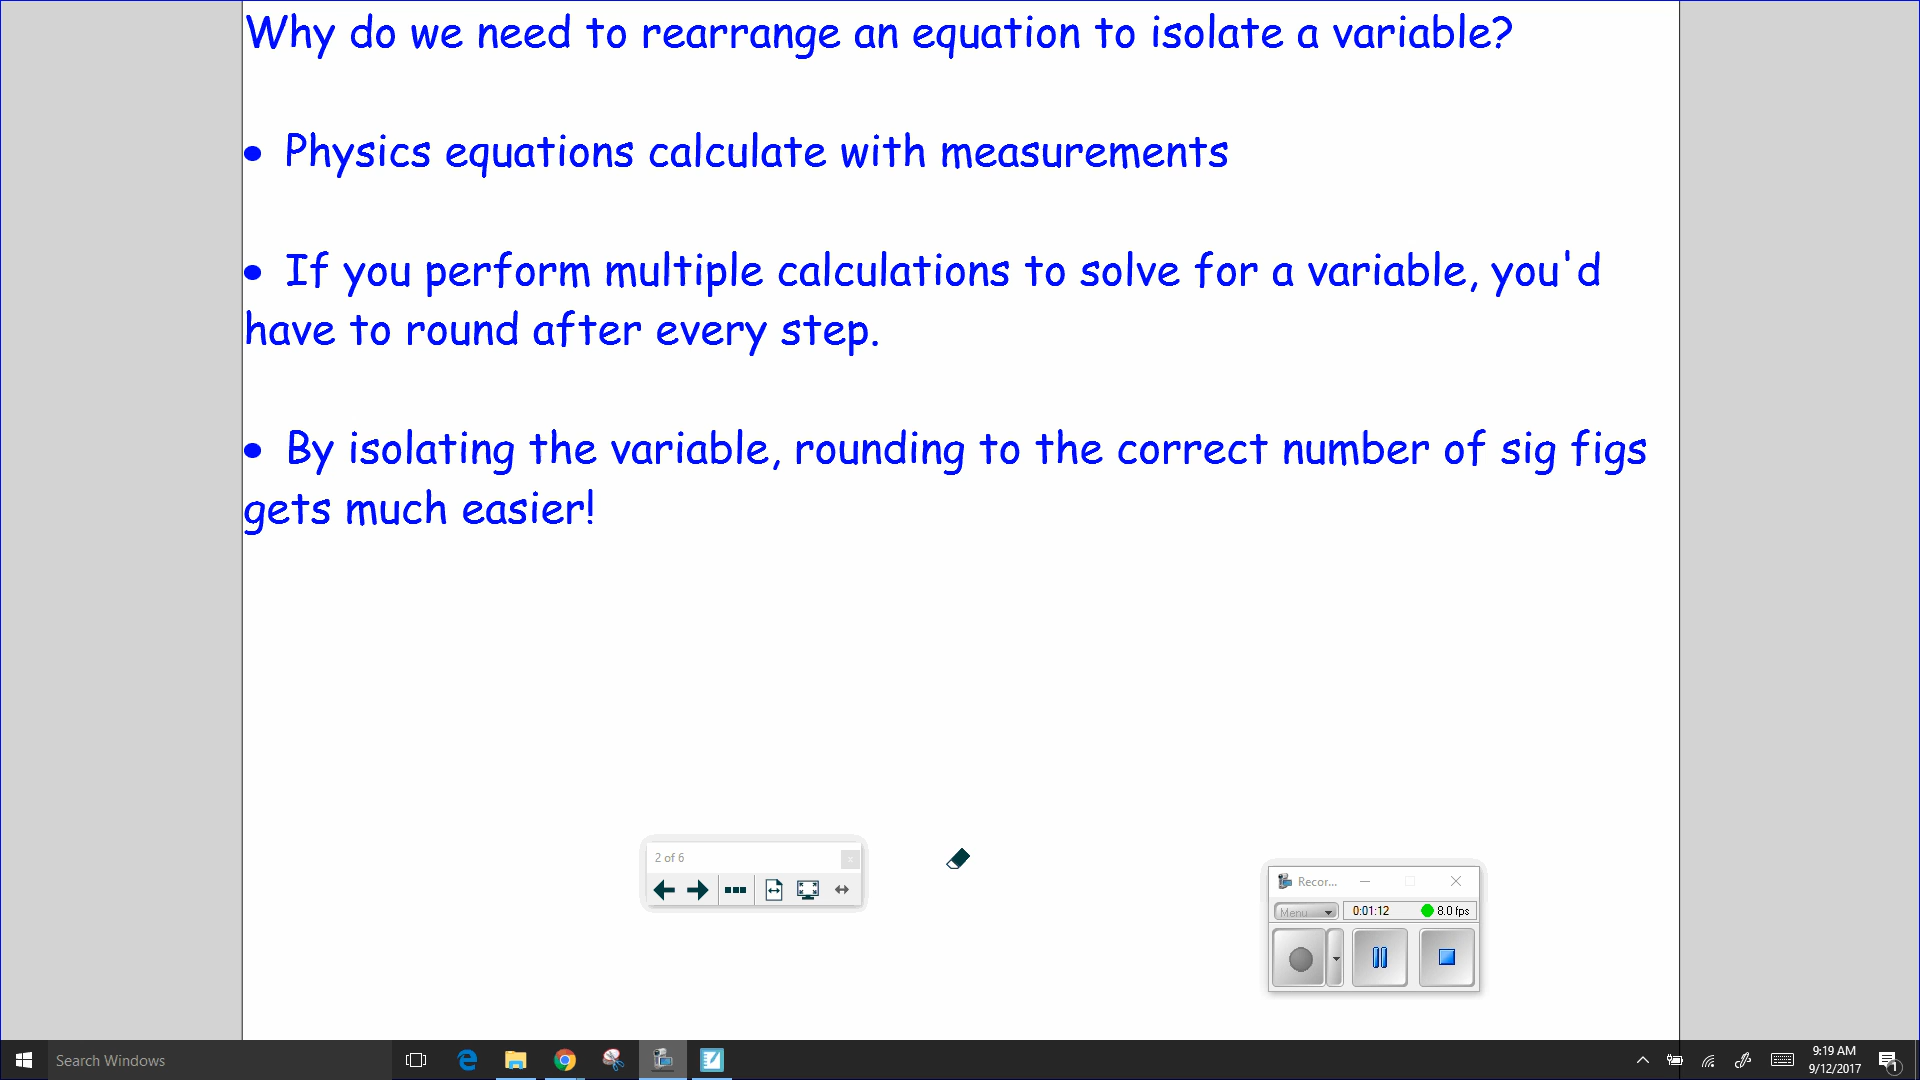 Why do we need to rearrange an equation to isolate a variable?
• Physics equations calculate with measurements
• If you perform multiple calculations to solve for a variable, you'd
have to round after every step.
• By isolating the variable, rounding to the correct number of sig figs
gets much easier!
2 of 6
Recor...
Menu
0:01:12
8.0 fps
Search Windows
9:19 AM
9/12/2017
1